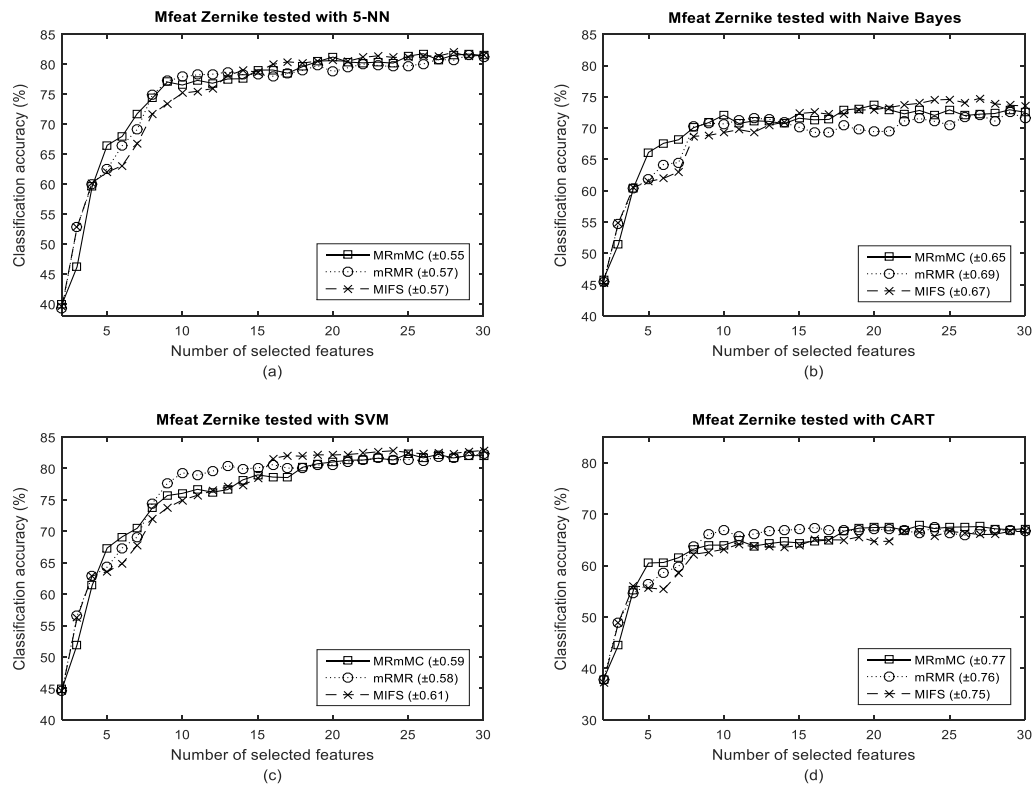 Mfeat Zernike tested with 5-NN
Classification accuracy (%)
85
80
75
70
65
60
55
50
45
40
MRmMC (±0.55
mRMR (±0.57)
MIFS (±0.57)
5 10 15 20 25 30
Number of selected features
(a)
Mfeat Zernike tested with Naive Bayes
Classification accuracy (%)
85
80
75
70
65
60
55
50
45
40
MRmMC (±0.65
mRMR (±0.69)
MIFS (±0.67)
5 10 15 20 25 30
Number of selected features
(b)
Mfeat Zernike tested with SVM
Classification accuracy (%)
85
80
75
70
65
60
55
50
45
40
MRmMC (±0.59
mRMR (±0.58)
MIFS (±0.61)
5 10 15 20 25 30
Number of selected features
(c)
Mfeat Zernike tested with CART
Classification accuracy (%)
80
70
60
50
40
30
MRmMC (±0.77
mRMR (±0.76)
MIFS (±0.75)
5 10 15 20 25 30
Number of selected features
(d)